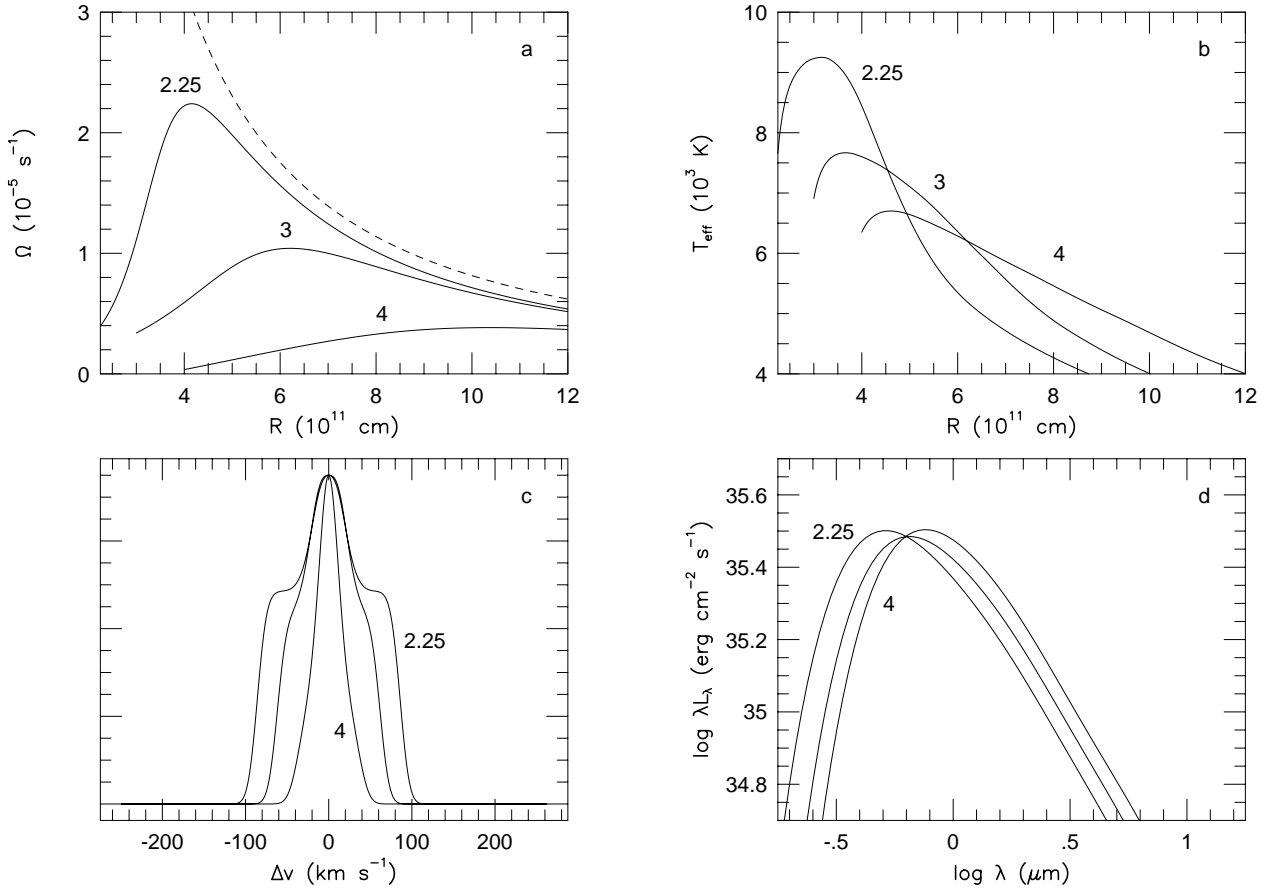 a
3
2
1
0
Ω (10⁻⁵ s⁻¹)
2.25
3
4
4 6 8 10 12
R (10¹¹ cm)
b
10
8
6
4
T_eff (10³ K)
2.25
3
4
4 6 8 10 12
R (10¹¹ cm)
c
2.25
4
-200 -100 0 100 200
Δv (km s⁻¹)
d
35.6
35.4
35.2
35
34.8
log λL_λ (erg cm⁻² s⁻¹)
2.25
4
-.5 0 .5 1
log λ (μm)